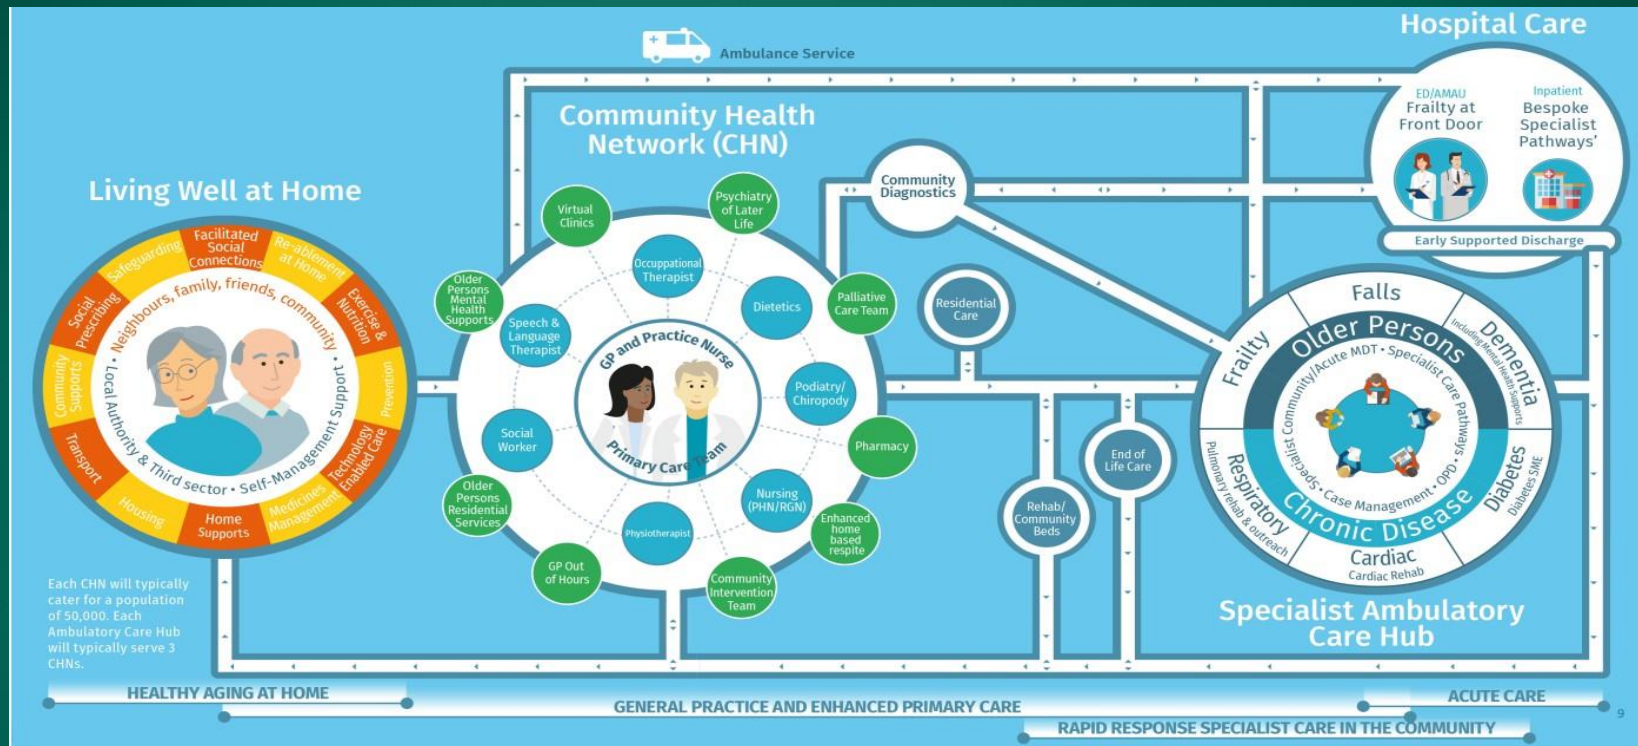 Ambulance Service
Hospital Care
ED/AMAU
Frailty at
Front Door
Inpatient
Bespoke
Specialist
Pathways'
Early Supported Discharge
Community Health
Network (CHN)
Community
Diagnostics
Living Well at Home
Safeguarding
Facilitated
Social
Connections
Re-ablement
at Home
Exercise &
Nutrition
Prevention
Technology
Enabled Care
Medicines
Management
Home
Supports
Housing
Transport
Community
Supports
Social
Prescribing
• Neighbours, family, friends, community •
Local Authority & Third sector • Self-Management Support
Virtual
Clinics
Psychiatry
of Later
Life
Older
Persons
Mental
Health
Supports
Palliative
Care Team
Pharmacy
Enhanced
home
based
respite
Community
Intervention
Team
GP Out
of Hours
Older
Persons
Residential
Services
Occuppational
Therapist
Dietetics
Speech &
Language
Therapist
Podiatry/
Chiropody
Social
Worker
Nursing
(PHN/RGN)
Physiotherapist
GP and Practice Nurse
Primary Care Team
Residential
Care
Rehab/
Community
Beds
End of
Life Care
Frailty
Falls
Dementia
Including Mental Health Supports
Older Persons
Specialist Community/Acute MDT • Specialist Care Pathways • OPD • Case Management • Specialist Beds
Chronic Disease
Respiratory
Pulmonary rehab & outreach
Cardiac
Cardiac Rehab
Diabetes
Diabetes SME
Specialist Ambulatory
Care Hub
Each CHN will typically
cater for a population
of 50,000. Each
Ambulatory Care Hub
will typically serve 3
CHNs.
HEALTHY AGING AT HOME
GENERAL PRACTICE AND ENHANCED PRIMARY CARE
ACUTE CARE
RAPID RESPONSE SPECIALIST CARE IN THE COMMUNITY
9